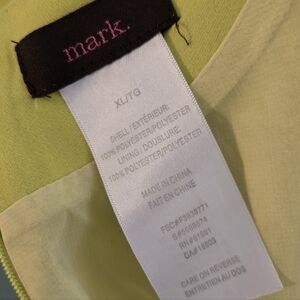 mark.
XL/TG
SHELL / EXTÉRIEUR:
100% POLYESTER/POLYESTER
LINING / DOUBLURE:
100% POLYESTER/POLYESTER
MADE IN CHINA
FAIT EN CHINE
CARE ON REVERSE
ENTRETIEN AU DOS